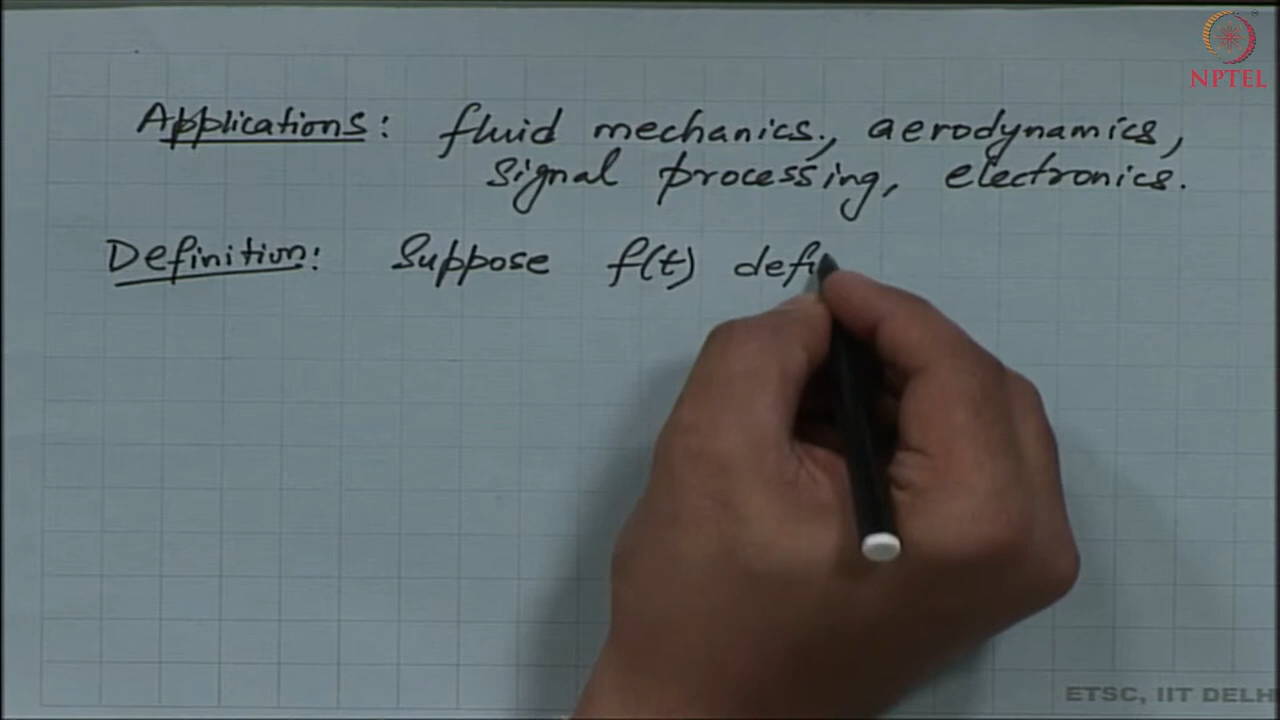 NPTEL
Applications: fluid mechanics, aerodynamics,
signal processing, electronics.
Definition: Suppose f(t) defi
ETSC, IIT DELH